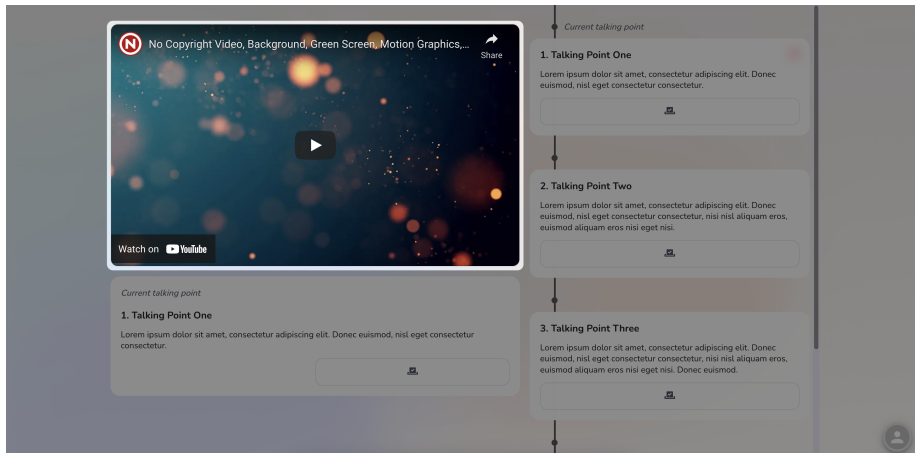 No Copyright Video, Background, Green Screen, Motion Graphics,...
Share
Watch on YouTube
Current talking point
1. Talking Point One
Lorem ipsum dolor sit amet, consectetur adipiscing elit. Donec euismod, nisl eget consectetur
consectetur.
Current talking point
1. Talking Point One
Lorem ipsum dolor sit amet, consectetur adipiscing elit. Donec
euismod, nisl eget consectetur consectetur.
2. Talking Point Two
Lorem ipsum dolor sit amet, consectetur adipiscing elit. Donec
euismod, nisl eget consectetur consectetur, nisi nisl aliquam eros,
euismod aliquam eros nisi eget nisi.
3. Talking Point Three
Lorem ipsum dolor sit amet, consectetur adipiscing elit. Donec
euismod, nisl eget consectetur consectetur, nisi nisl aliquam eros,
euismod aliquam eros nisi eget nisi. Donec euismod.